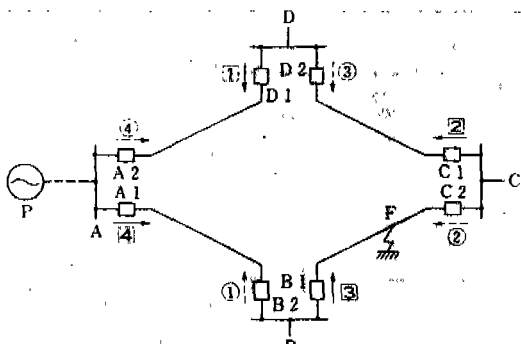 D
1 D 2 ③
D 1
④ 2
A 2 C 1
P A 1 C 2 C
A 4 F ②
① B 1 3
B 2
B